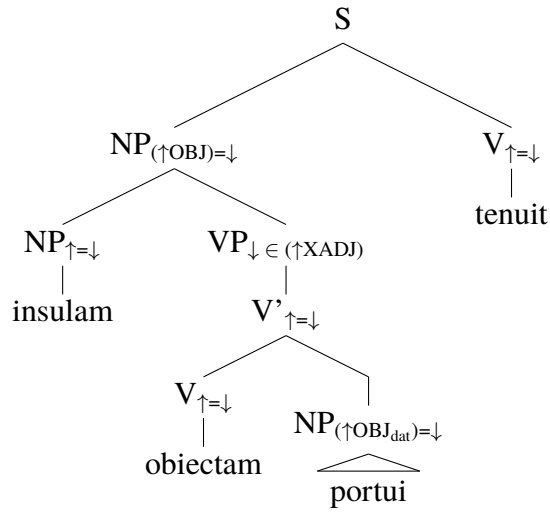 S
NP(↑OBJ)=↓ V↑=↓
tenuit
NP↑=↓ VP↓ ∈ (↑XADJ)
insulam V’↑=↓
V↑=↓ NP(↑OBJdat)=↓
obiectam portui